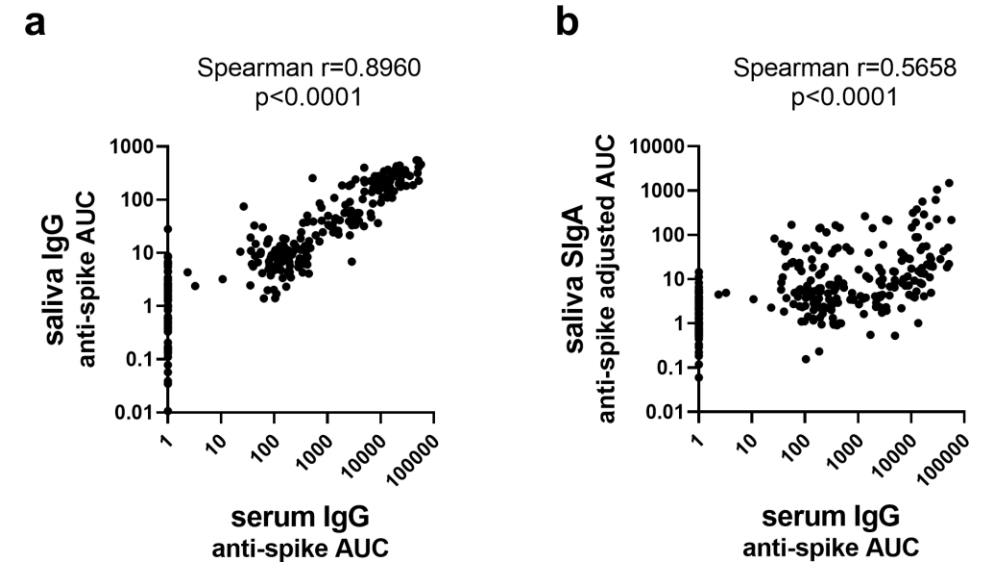 a
Spearman r=0.8960
p<0.0001
saliva IgG
anti-spike AUC
1000
100
10
1
0.1
0.01
1
10
100
1000
10000
100000
serum IgG
anti-spike AUC
b
Spearman r=0.5658
p<0.0001
saliva SIgA
anti-spike adjusted AUC
10000
1000
100
10
1
0.1
0.01
1
10
100
1000
10000
100000
serum IgG
anti-spike AUC